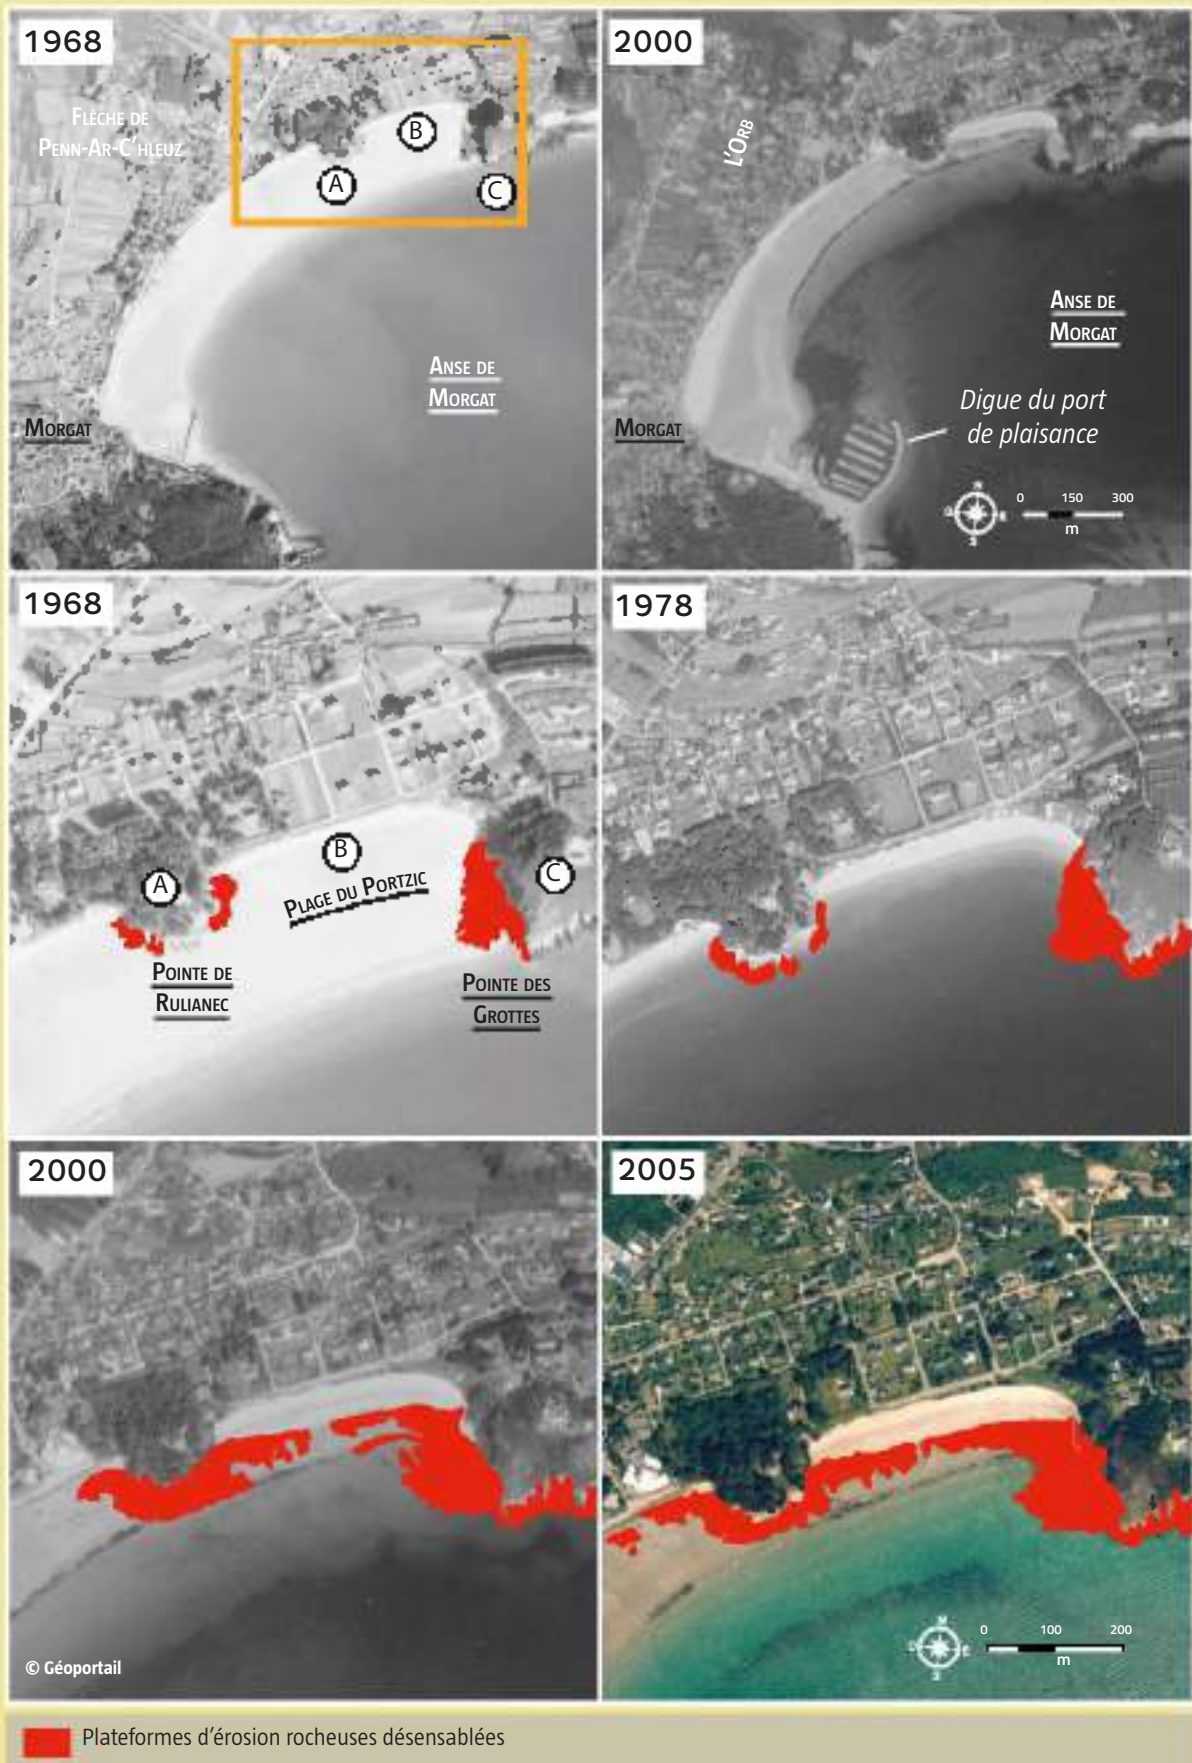 1968
Flèche de
Penn-Ar-C'hleuz
A
B
C
Anse de
Morgat
Morgat
2000
L'Orb
Anse de
Morgat
Morgat
Digue du port
de plaisance
N
O
E
S
0 150 300
m
1968
A
B
C
Plage du Portzic
Pointe de
Rulianec
Pointe des
Grottes
1978
2000
© Géoportail
2005
N
O
E
S
0 100 200
m
Plateformes d'érosion rocheuses désensablées